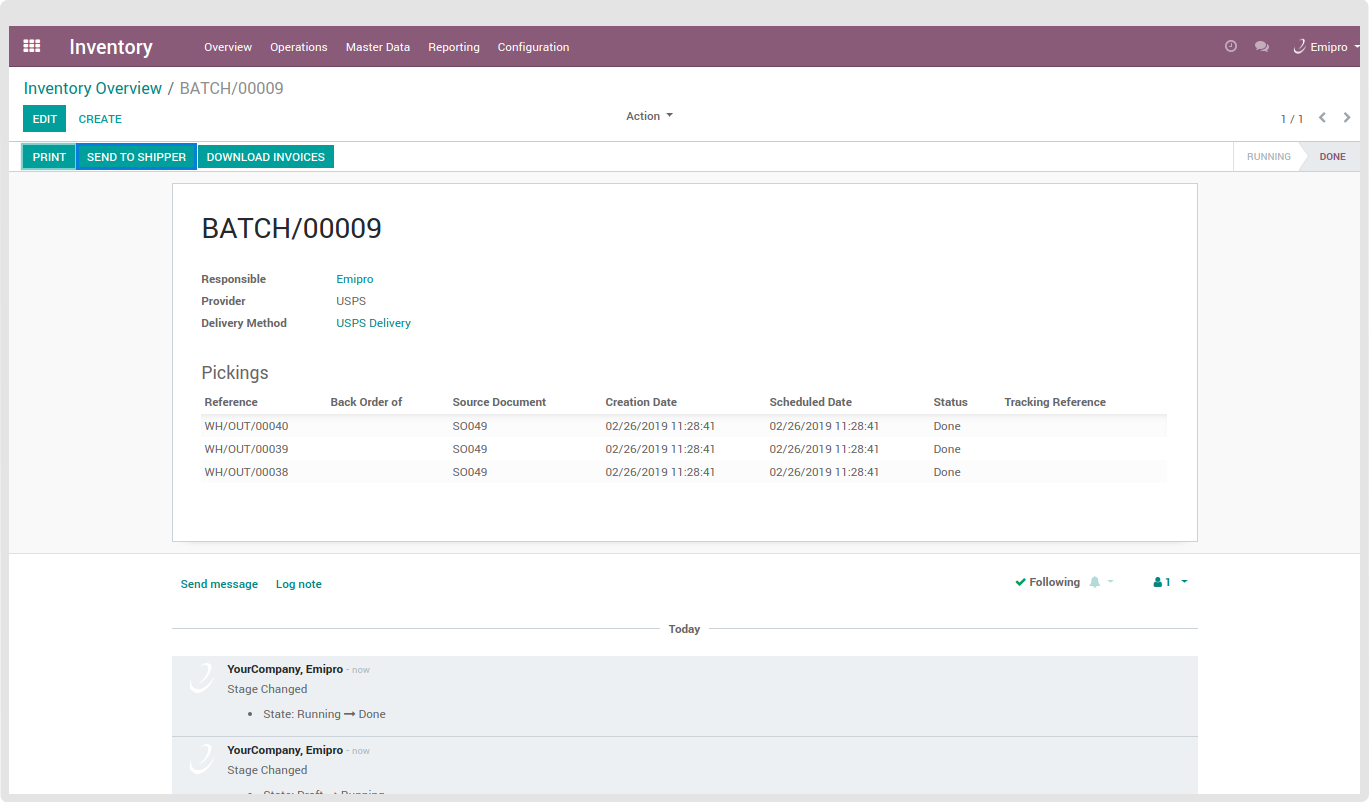 Inventory Overview Operations Master Data Reporting Configuration Emipro
Inventory Overview / BATCH/00009
EDIT CREATE Action 1 / 1
PRINT SEND TO SHIPPER DOWNLOAD INVOICES RUNNING DONE
BATCH/00009
Responsible Emipro
Provider USPS
Delivery Method USPS Delivery
Pickings
Reference Back Order of Source Document Creation Date Scheduled Date Status Tracking Reference
WH/OUT/00040 SO049 02/26/2019 11:28:41 02/26/2019 11:28:41 Done
WH/OUT/00039 SO049 02/26/2019 11:28:41 02/26/2019 11:28:41 Done
WH/OUT/00038 SO049 02/26/2019 11:28:41 02/26/2019 11:28:41 Done
Send message Log note Following 1
Today
YourCompany, Emipro - now
Stage Changed
• State: Running → Done
YourCompany, Emipro - now
Stage Changed
• State: Draft → Running